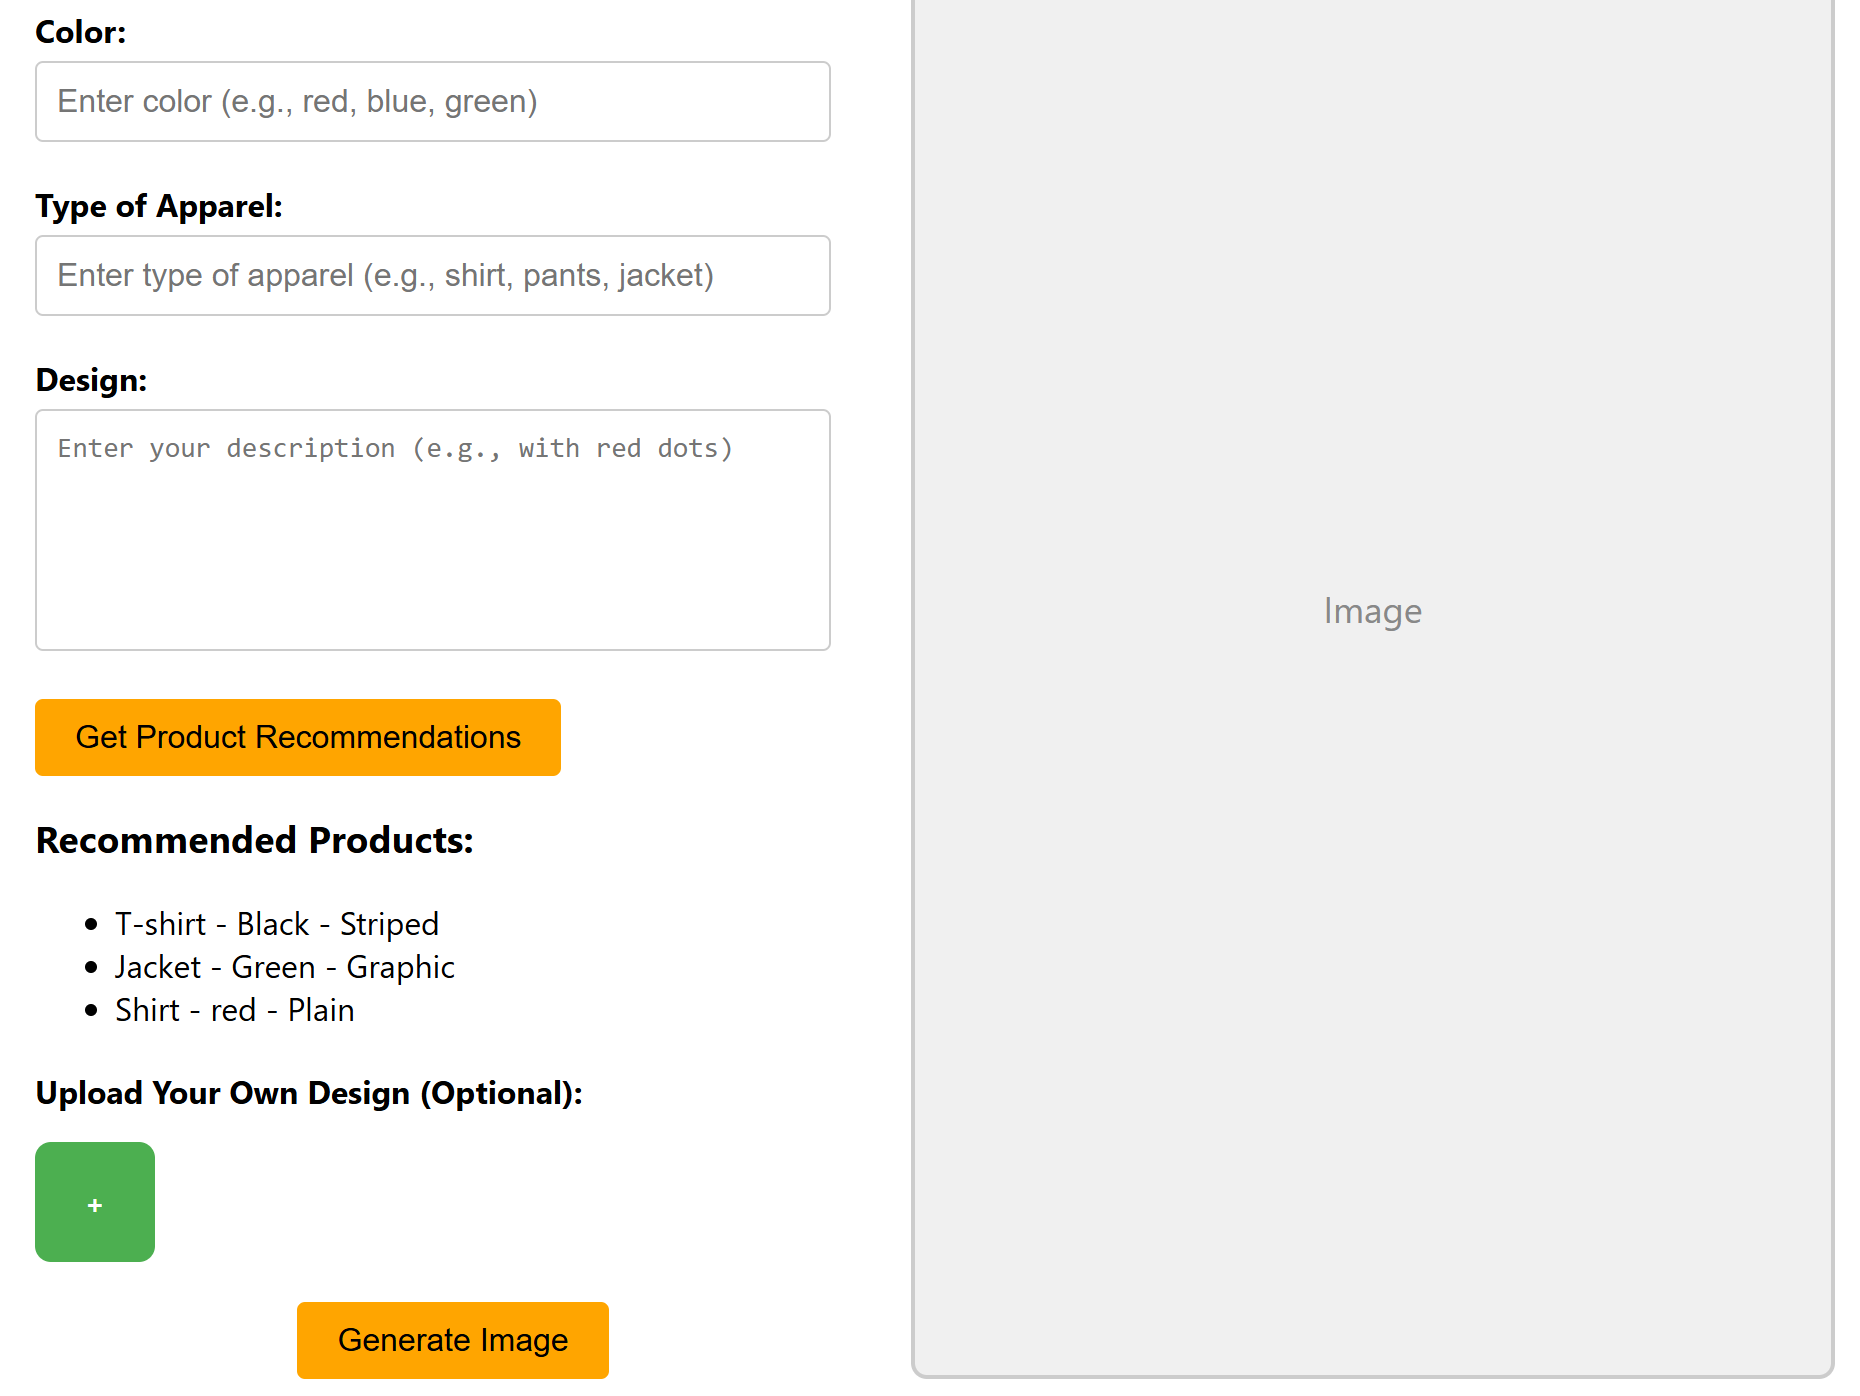 Color:
Enter color (e.g., red, blue, green)
Type of Apparel:
Enter type of apparel (e.g., shirt, pants, jacket)
Design:
Enter your description (e.g., with red dots)
Get Product Recommendations
Recommended Products:
T-shirt - Black - Striped
Jacket - Green - Graphic
Shirt - red - Plain
Upload Your Own Design (Optional):
+
Generate Image
Image